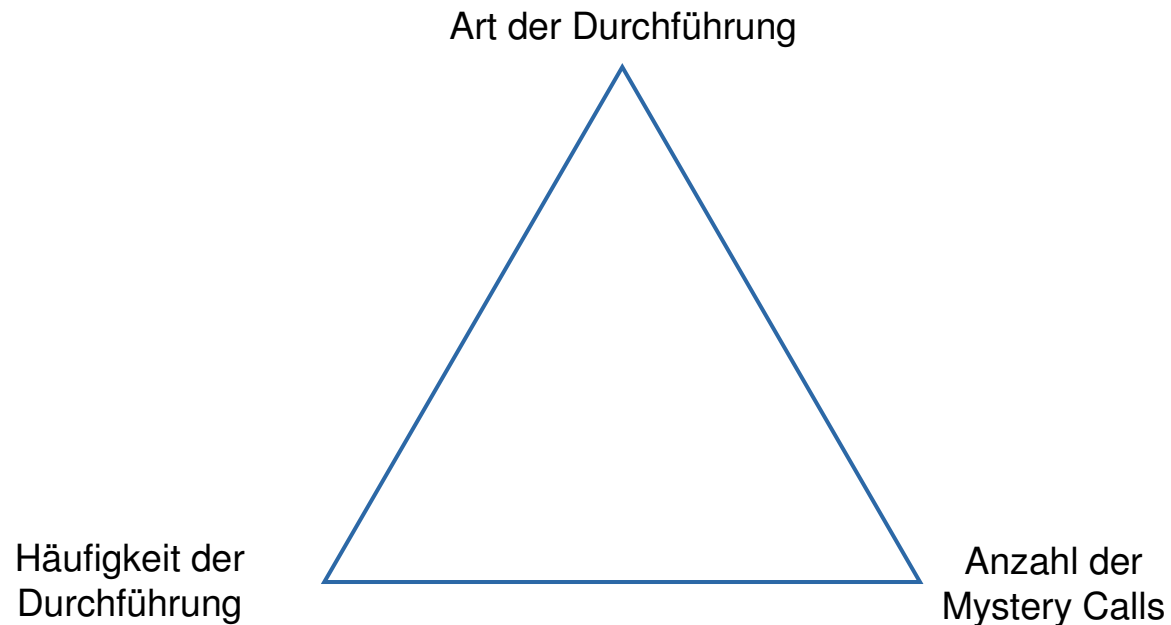 Art der Durchführung
Häufigkeit der
Durchführung
Anzahl der
Mystery Calls